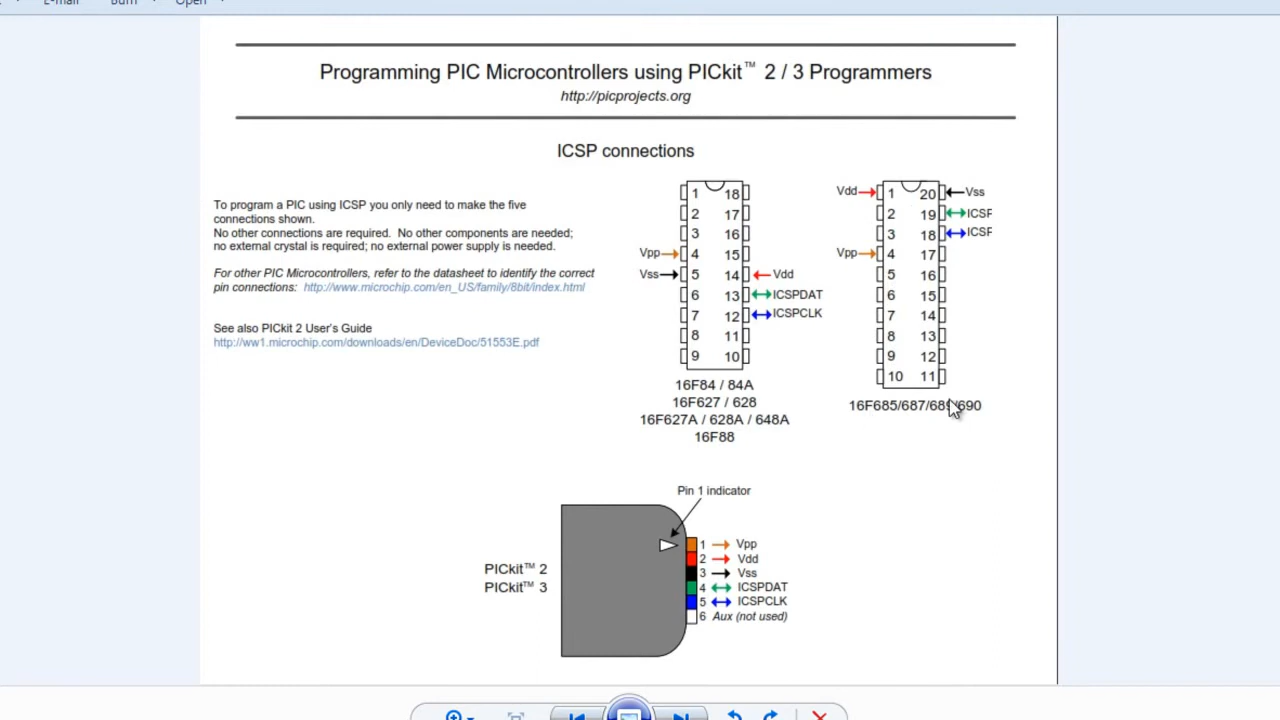 E-mail Burn Open
Programming PIC Microcontrollers using PICkit™ 2 / 3 Programmers
http://picprojects.org
ICSP connections
To program a PIC using ICSP you only need to make the five
connections shown.
No other connections are required. No other components are needed;
no external crystal is required; no external power supply is needed.
For other PIC Microcontrollers, refer to the datasheet to identify the correct
pin connections: http://www.microchip.com/en_US/family/8bit/index.html
See also PICkit 2 User's Guide
http://ww1.microchip.com/downloads/en/DeviceDoc/51553E.pdf
1 18
2 17
3 16
Vpp 4 15
Vss 5 14 Vdd
6 13 ICSPDAT
7 12 ICSPCLK
8 11
9 10
16F84 / 84A
16F627 / 628
16F627A / 628A / 648A
16F88
Vdd 1 20 Vss
2 19 ICSP
3 18 ICSP
Vpp 4 17
5 16
6 15
7 14
8 13
9 12
10 11
16F685/687/689/690
Pin 1 indicator
PICkit™ 2
PICkit™ 3
1 Vpp
2 Vdd
3 Vss
4 ICSPDAT
5 ICSPCLK
6 Aux (not used)